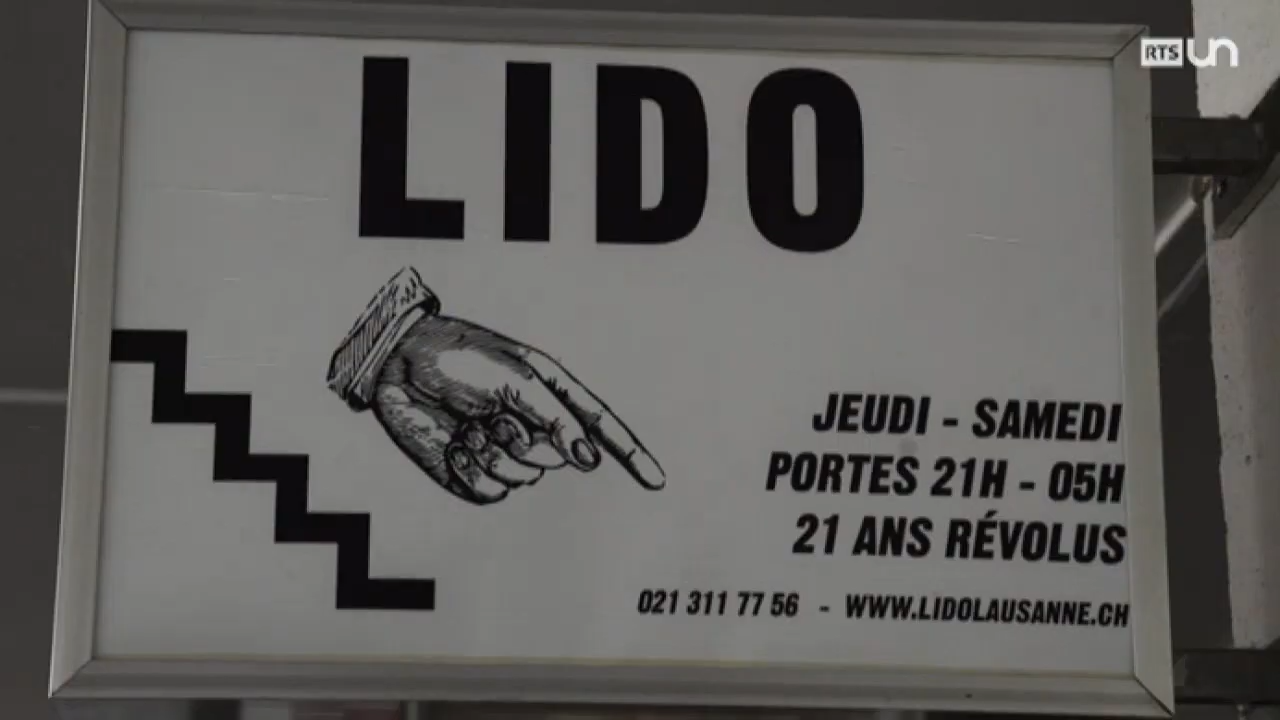 RTS un
LIDO
JEUDI - SAMEDI
PORTES 21H - 05H
21 ANS RÉVOLUS
021 311 77 56 - WWW.LIDOLAUSANNE.CH